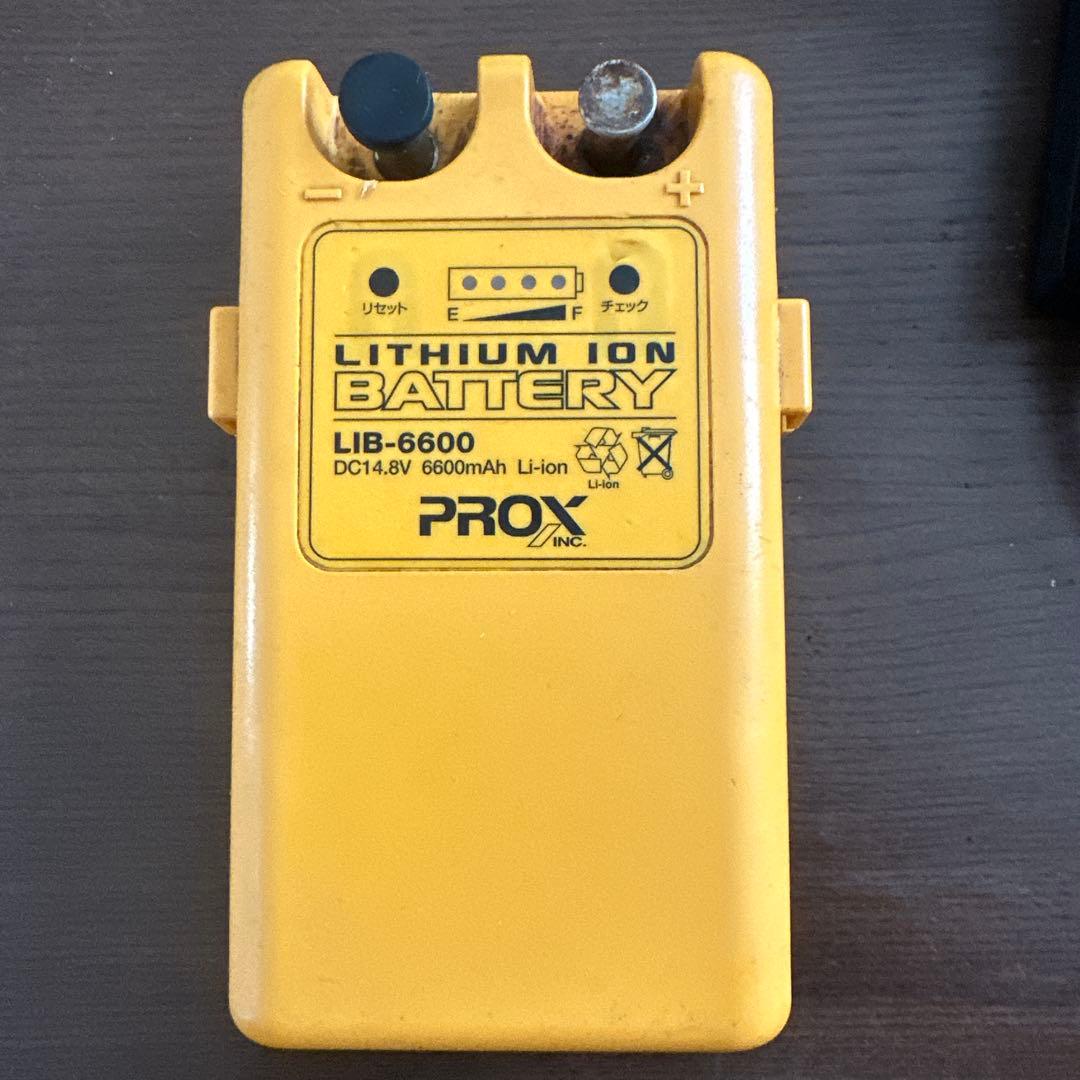 − +
リセット E F チェック
LITHIUM ION
BATTERY
LIB-6600
DC14.8V 6600mAh Li-ion
Li-ion
PROX
INC.